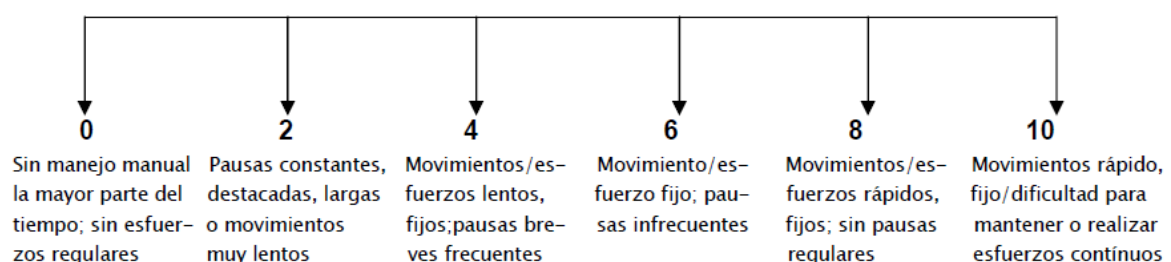 0
Sin manejo manual
la mayor parte del
tiempo; sin esfuer-
zos regulares
2
Pausas constantes,
destacadas, largas
o movimientos
muy lentos
4
Movimientos/es-
fuerzos lentos,
fijos;pausas bre-
ves frecuentes
6
Movimiento/es-
fuerzo fijo; pau-
sas infrecuentes
8
Movimientos/es-
fuerzos rápidos,
fijos; sin pausas
regulares
10
Movimientos rápido,
fijo/dificultad para
mantener o realizar
esfuerzos contínuos